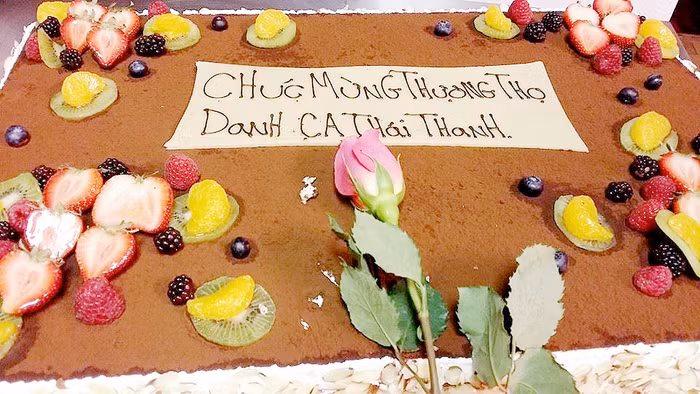 CHÚC MỪNG THƯỢNG THỌ
DANH CA THÁI THANH.